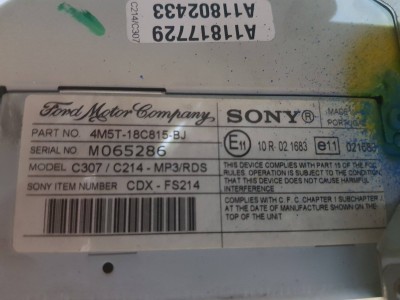 C214/C307
A11817729
A11802433
Ford Motor Company
PART NO. 4M5T-18C815-BJ
SERIAL NO. M065286
MODEL C307 / C214 - MP3/RDS
SONY ITEM NUMBER CDX - FS214
SONY®
MADE
PORTUGAL
E11 10 R- 02 1683 e11 021683
THIS DEVICE COMPLIES WITH PART 15 OF THE FCC
RULES. OPERATION IS SUBJECT TO THE CONDITION
THAT THIS DEVICE DOES NOT CAUSE HARMFUL
INTERFERENCE
COMPLIES WITH C. F. C. CHAPTER 1 SUBCHAPTER
AT DATE OF MANUFACTURE SHOWN ON THE
TOP OF THE UNIT